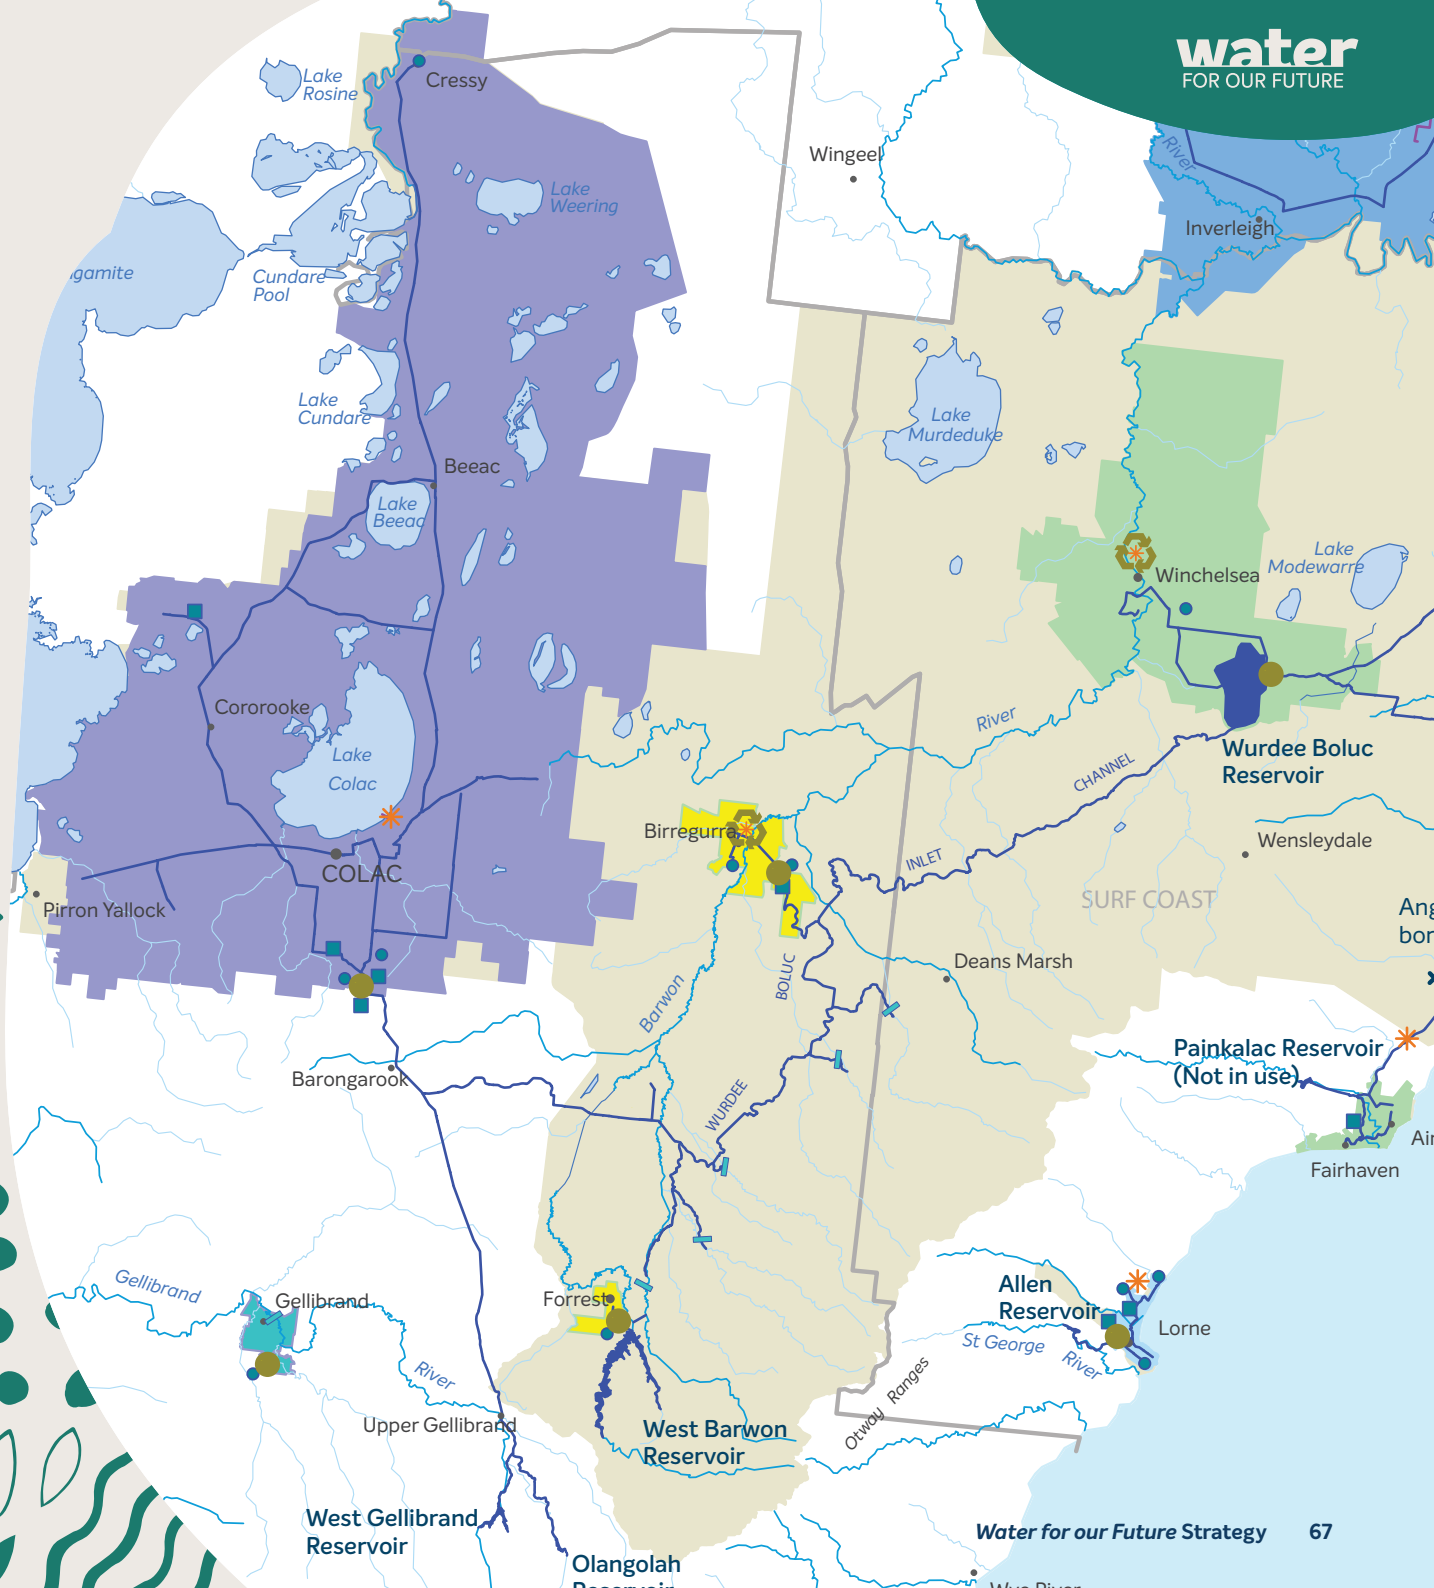 water
FOR OUR FUTURE
Cressy
Lake
Rosine
Wingeel
River
Lake
Weering
Inverleigh
Cundare
Pool
Lake
Cundare
Lake
Murdeduke
Beeac
Lake
Beeac
Lake
Modewarre
Winchelsea
Cororooke
River
Lake
Colac
Wurdee Boluc
Reservoir
CHANNEL
Birregurra
Wensleydale
INLET
COLAC
SURF COAST
Pirron Yallock
Deans Marsh
BOLUC
Barwon
Painkalac Reservoir
(Not in use)
Barongarook
WURDEE
Fairhaven
Gellibrand
Gellibrand
Forrest
Allen
Reservoir
Lorne
St George
River
River
Otway Ranges
Upper Gellibrand
West Barwon
Reservoir
West Gellibrand
Reservoir
Water for our Future Strategy 67
Olangolah